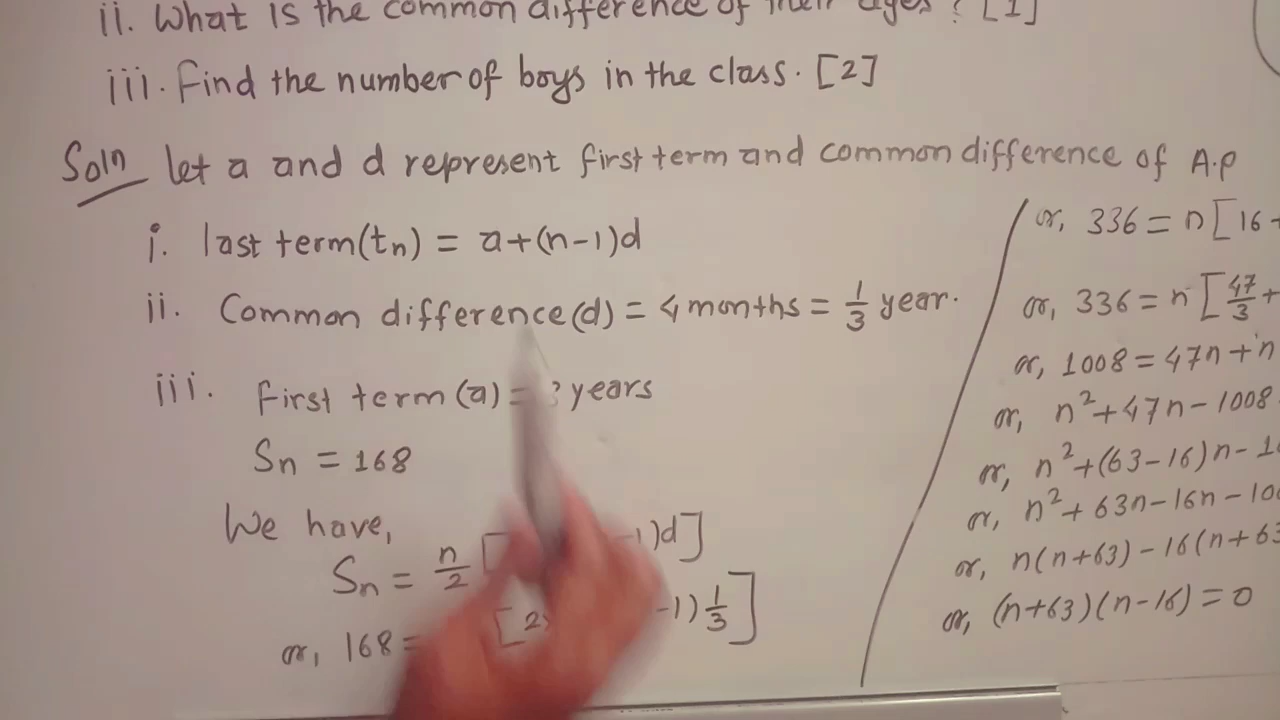 ii. What is the common difference of their ages? [1]
iii. Find the number of boys in the class. [2]
Soln let a and d represent first term and common difference of A.P
i. last term(tn) = a+(n-1)d
ii. Common difference(d) = 4 months = 1/3 year.
iii. First term (a) = years
Sn = 168
We have,
Sn = n/2 [ -1)d]
or, 168 = [2 -1) 1/3]
or, 336 = n[16
or, 336 = n [47/3 +
or, 1008 = 47n + n
or, n² + 47n - 1008
or, n² + (63-16)n - 10
or, n² + 63n - 16n - 100
or, n(n+63) - 16(n+63
or, (n+63)(n-16) = 0